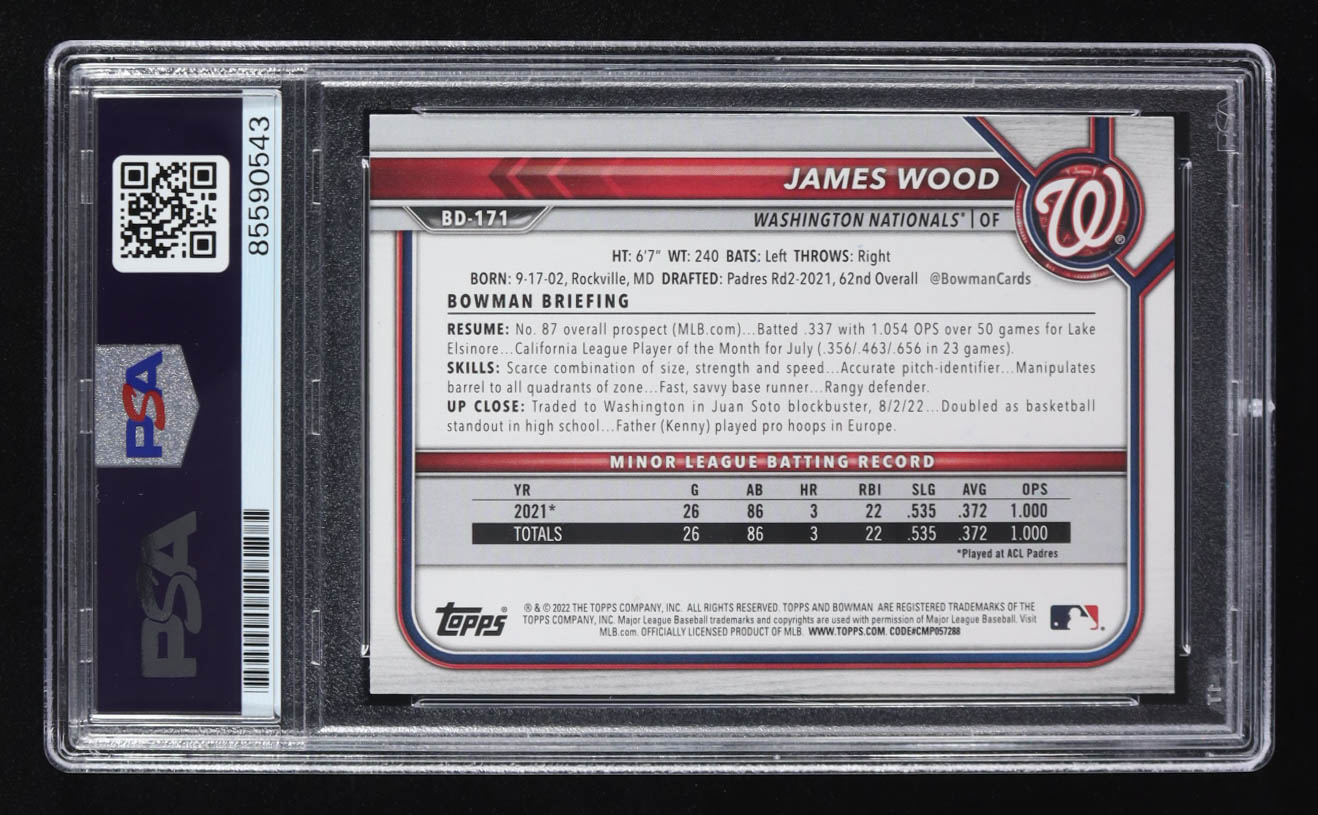 85590543
PSA
PSA
JAMES WOOD
BD-171
WASHINGTON NATIONALS® | OF
W®
HT: 6'7" WT: 240 BATS: Left THROWS: Right
BORN: 9-17-02, Rockville, MD DRAFTED: Padres Rd2-2021, 62nd Overall @BowmanCards
BOWMAN BRIEFING
RESUME: No. 87 overall prospect (MLB.com)...Batted .337 with 1.054 OPS over 50 games for Lake
Elsinore...California League Player of the Month for July (.356/.463/.656 in 23 games).
SKILLS: Scarce combination of size, strength and speed...Accurate pitch-identifier...Manipulates
barrel to all quadrants of zone...Fast, savvy base runner...Rangy defender.
UP CLOSE: Traded to Washington in Juan Soto blockbuster, 8/2/22...Doubled as basketball
standout in high school...Father (Kenny) played pro hoops in Europe.
MINOR LEAGUE BATTING RECORD
YR G AB HR RBI SLG AVG OPS
2021* 26 86 3 22 .535 .372 1.000
TOTALS 26 86 3 22 .535 .372 1.000
*Played at ACL Padres
Topps®
® & © 2022 THE TOPPS COMPANY, INC. ALL RIGHTS RESERVED. TOPPS AND BOWMAN ARE REGISTERED TRADEMARKS OF THE
TOPPS COMPANY, INC. Major League Baseball trademarks and copyrights are used with permission of Major League Baseball. Visit
MLB.com. OFFICIALLY LICENSED PRODUCT OF MLB. WWW.TOPPS.COM. CODE#CMP057288